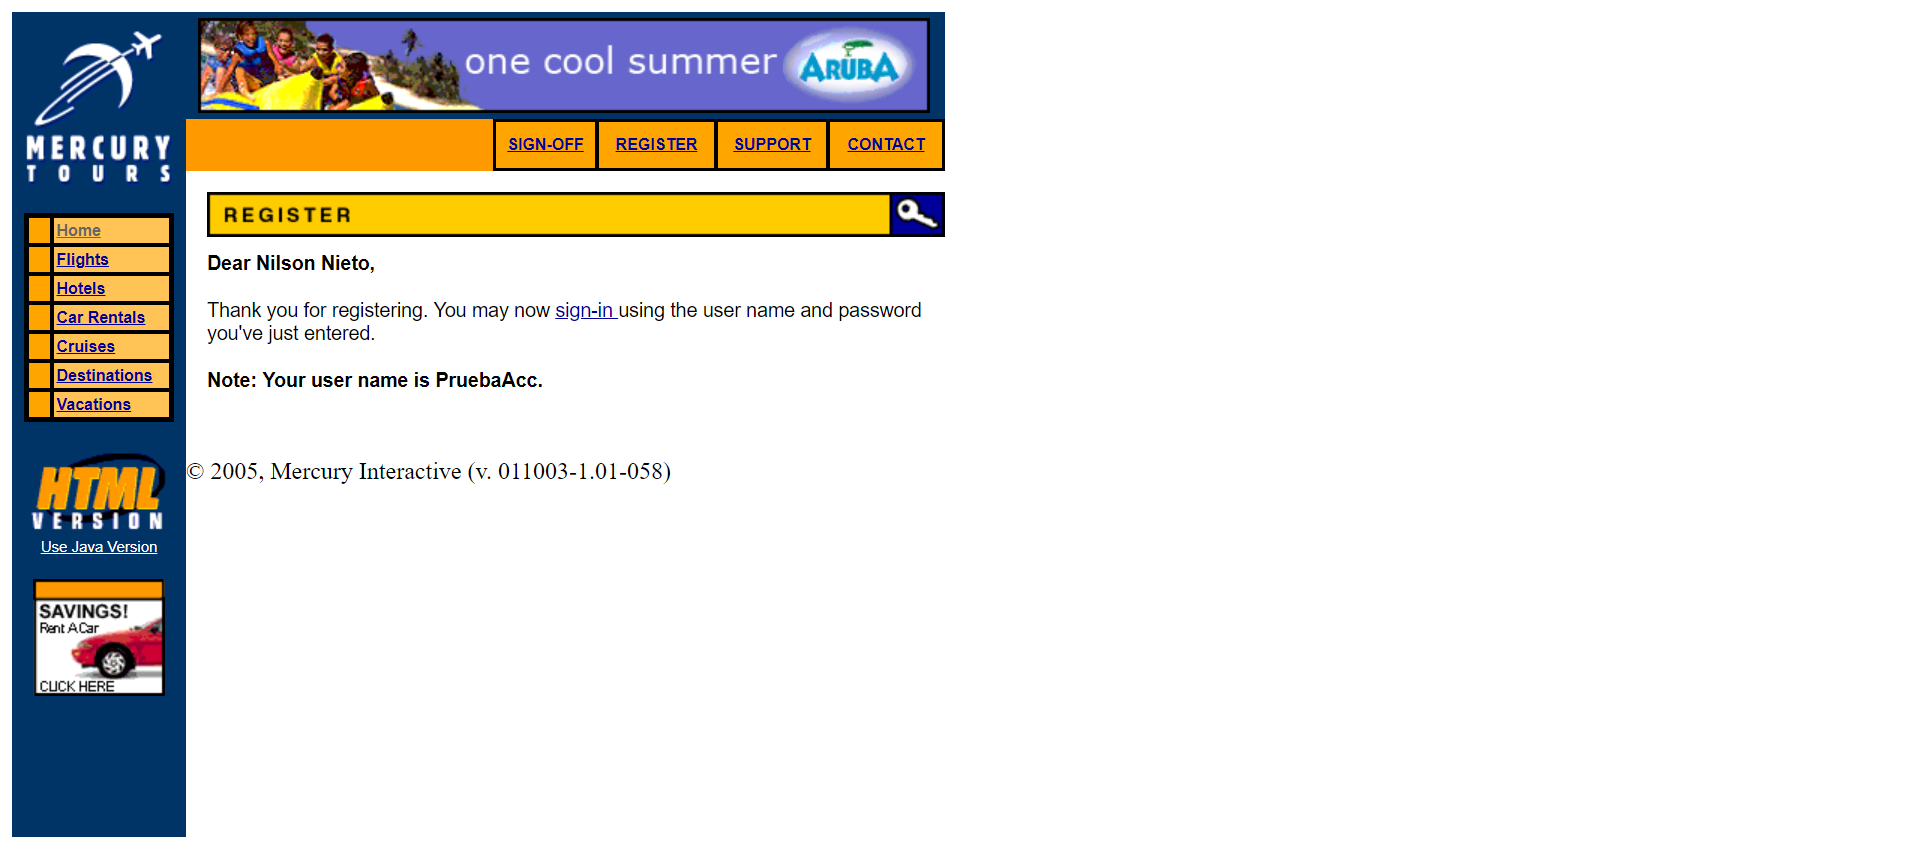 MERCURY
TOURS
one cool summer ARUBA
SIGN-OFF REGISTER SUPPORT CONTACT
Home
Flights
Hotels
Car Rentals
Cruises
Destinations
Vacations
HTML
VERSION
Use Java Version
SAVINGS!
Rent A Car
CLICK HERE
REGISTER
Dear Nilson Nieto,
Thank you for registering. You may now sign-in using the user name and password
you've just entered.
Note: Your user name is PruebaAcc.
© 2005, Mercury Interactive (v. 011003-1.01-058)